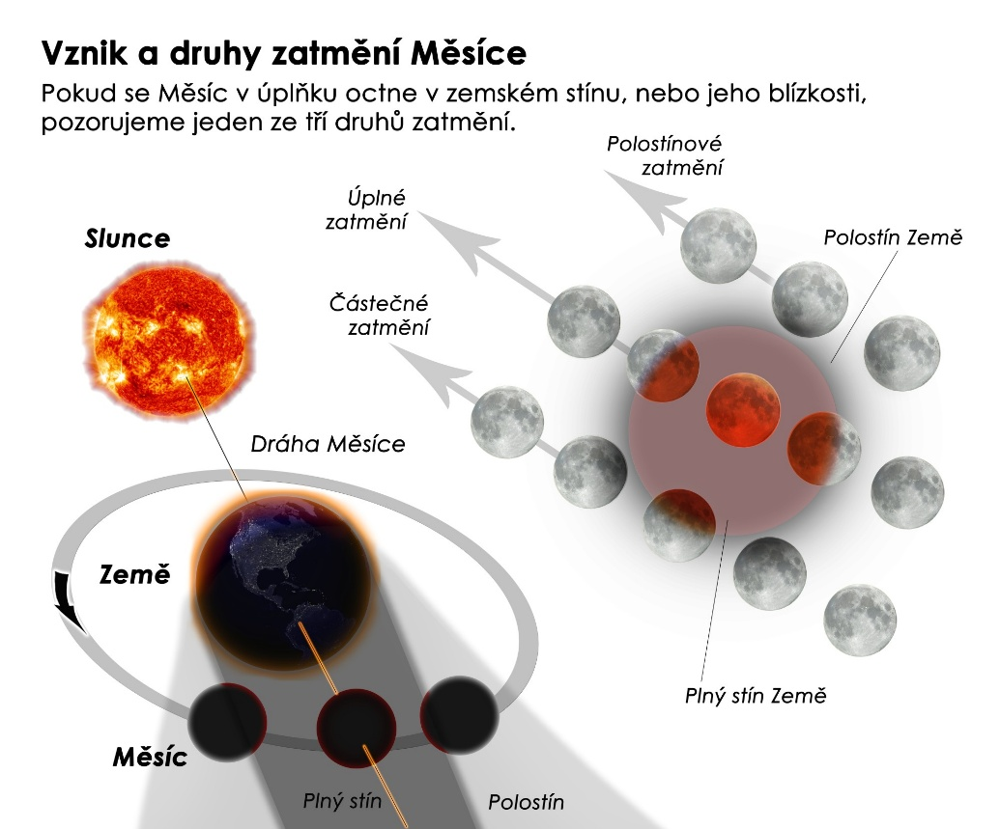 Vznik a druhy zatmění Měsíce
Pokud se Měsíc v úplňku octne v zemském stínu, nebo jeho blízkosti,
pozorujeme jeden ze tří druhů zatmění.
Polostínové
zatmění
Úplné
zatmění
Polostín Země
Slunce
Částečné
zatmění
Dráha Měsíce
Země
Plný stín Země
Měsíc
Plný stín
Polostín